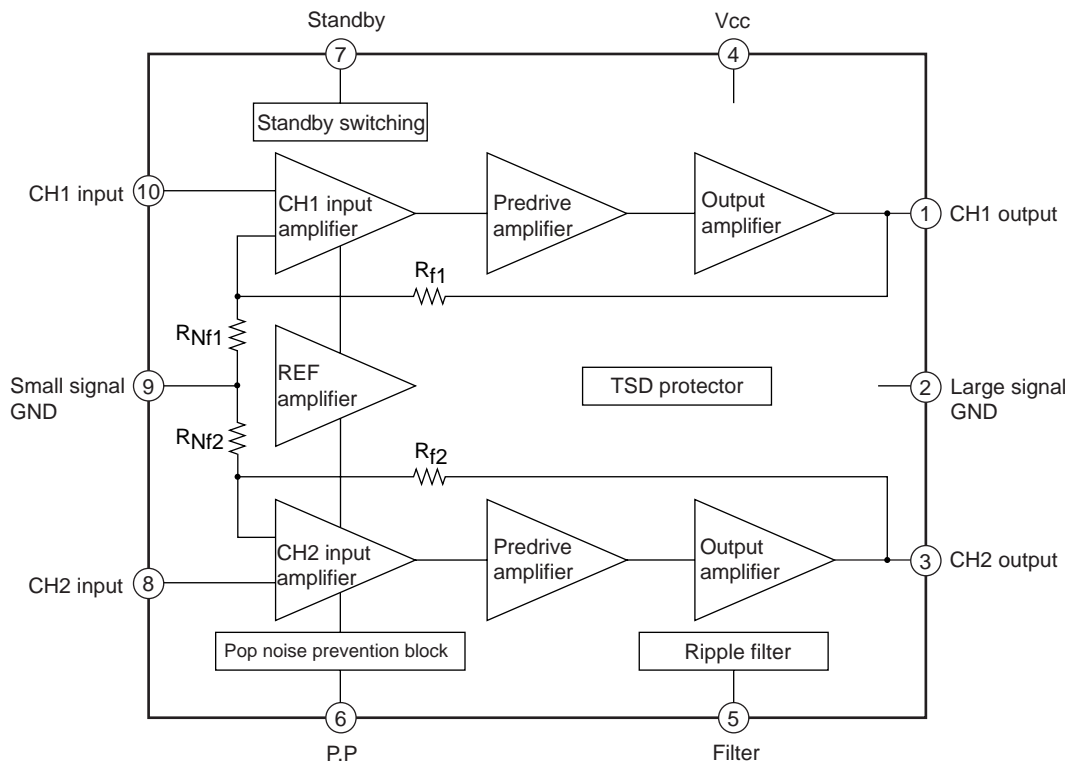 Standby
Vcc
7
4
Standby switching
CH1 input
10
CH1 input
amplifier
Predrive
amplifier
Output
amplifier
1
CH1 output
Rf1
RNf1
Small signal
GND
9
REF
amplifier
TSD protector
2
Large signal
GND
RNf2
Rf2
CH2 input
8
CH2 input
amplifier
Predrive
amplifier
Output
amplifier
3
CH2 output
Pop noise prevention block
Ripple filter
6
5
P.P
Filter